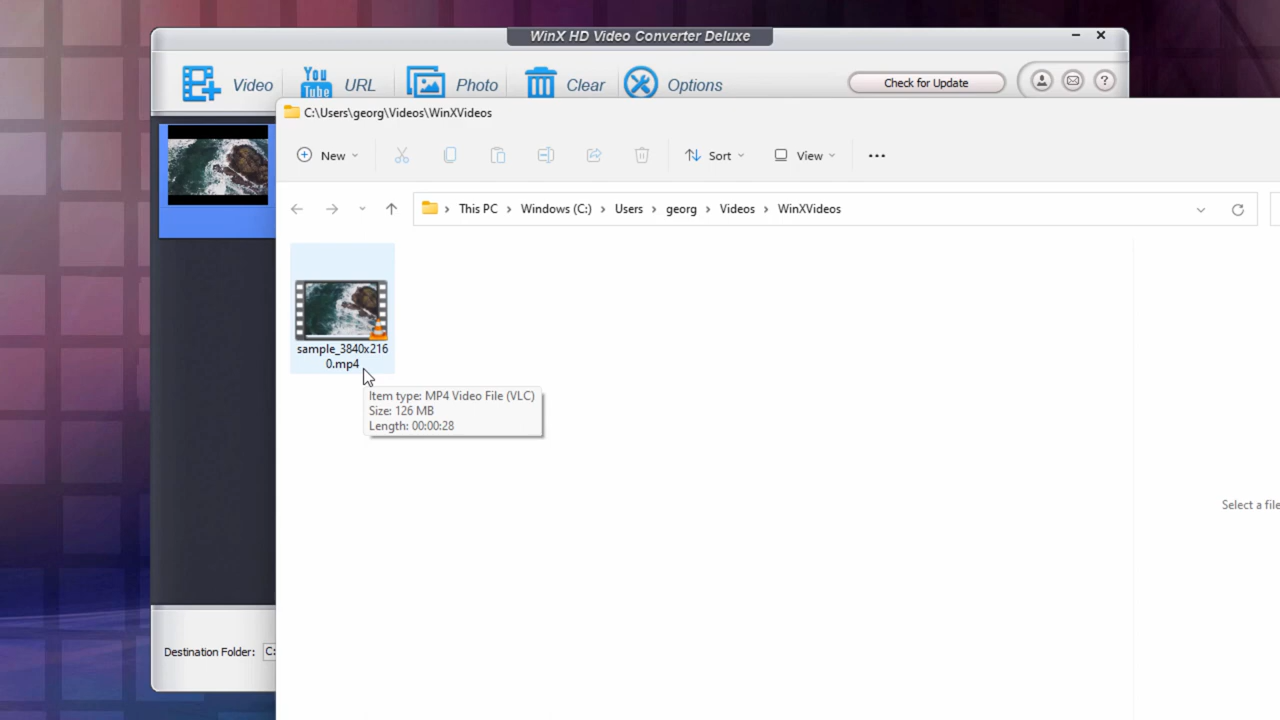 WinX HD Video Converter Deluxe
Video
You
Tube
URL
Photo
Clear
Options
Check for Update
?
C:\Users\georg\Videos\WinXVideos
New
Sort
View
This PC > Windows (C:) > Users > georg > Videos > WinXVideos
sample_3840x216
0.mp4
Item type: MP4 Video File (VLC)
Size: 126 MB
Length: 00:00:28
Select a file
Destination Folder: C: